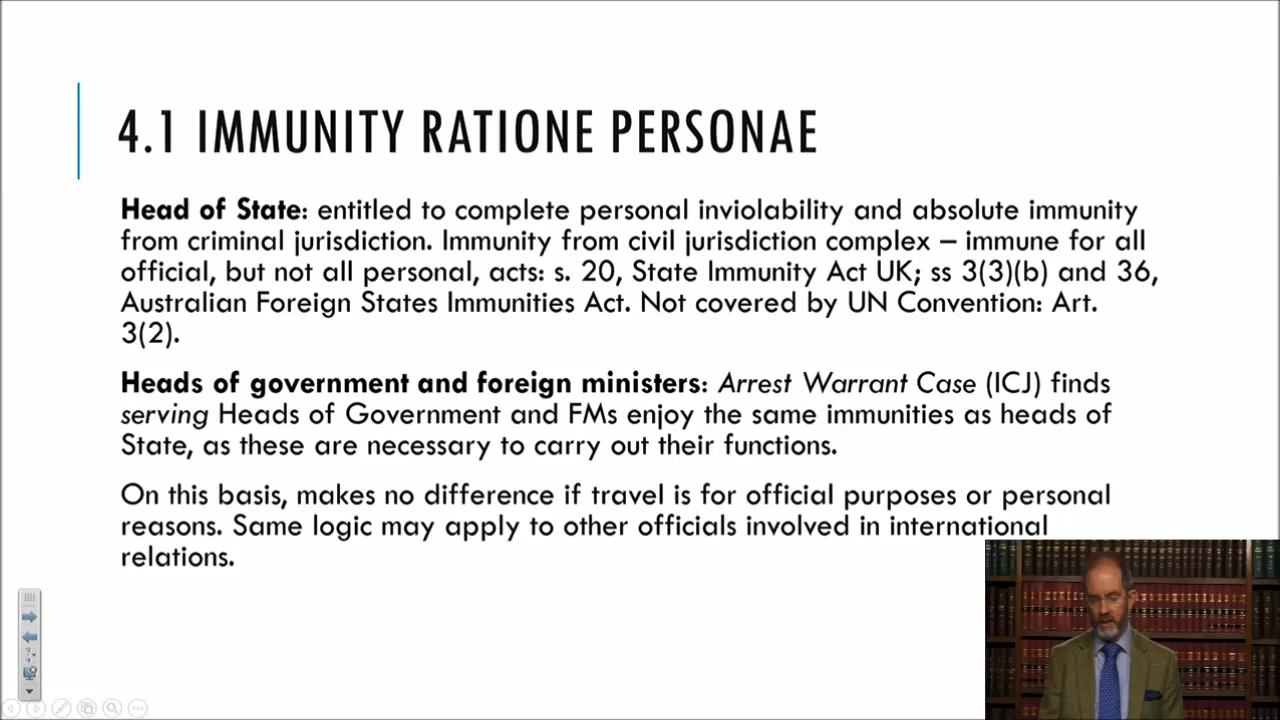 4.1 IMMUNITY RATIONE PERSONAE
Head of State: entitled to complete personal inviolability and absolute immunity
from criminal jurisdiction. Immunity from civil jurisdiction complex – immune for all
official, but not all personal, acts: s. 20, State Immunity Act UK; ss 3(3)(b) and 36,
Australian Foreign States Immunities Act. Not covered by UN Convention: Art.
3(2).
Heads of government and foreign ministers: Arrest Warrant Case (ICJ) finds
serving Heads of Government and FMs enjoy the same immunities as heads of
State, as these are necessary to carry out their functions.
On this basis, makes no difference if travel is for official purposes or personal
reasons. Same logic may apply to other officials involved in international
relations.